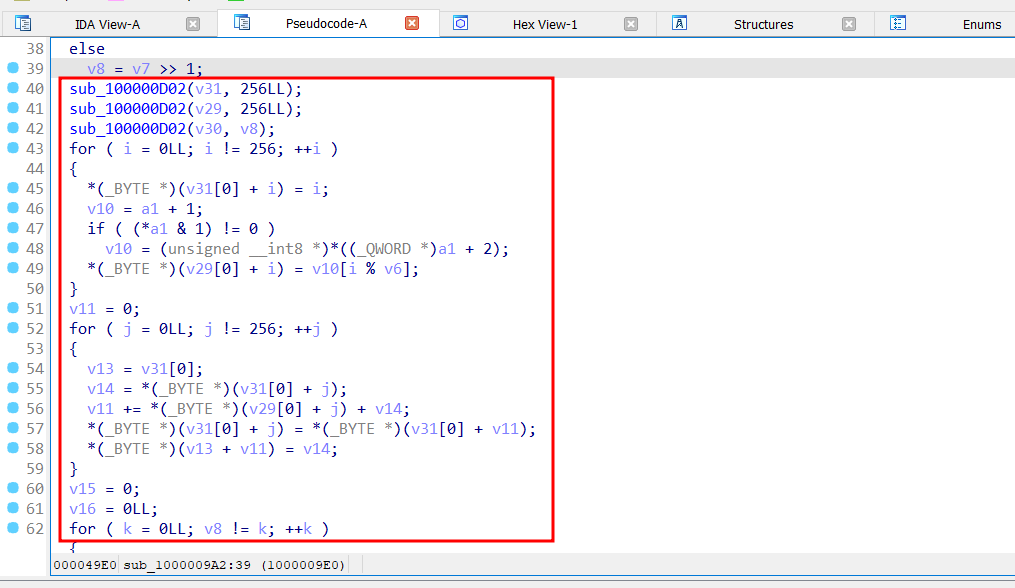 IDA View-A Pseudocode-A Hex View-1 Structures Enums
38 else
39 v8 = v7 >> 1;
40 sub_100000D02(v31, 256LL);
41 sub_100000D02(v29, 256LL);
42 sub_100000D02(v30, v8);
43 for ( i = 0LL; i != 256; ++i )
44 {
45 *(_BYTE *)(v31[0] + i) = i;
46 v10 = a1 + 1;
47 if ( (*a1 & 1) != 0 )
48 v10 = (unsigned __int8 *)*((_QWORD *)a1 + 2);
49 *(_BYTE *)(v29[0] + i) = v10[i % v6];
50 }
51 v11 = 0;
52 for ( j = 0LL; j != 256; ++j )
53 {
54 v13 = v31[0];
55 v14 = *(_BYTE *)(v31[0] + j);
56 v11 += *(_BYTE *)(v29[0] + j) + v14;
57 *(_BYTE *)(v31[0] + j) = *(_BYTE *)(v31[0] + v11);
58 *(_BYTE *)(v13 + v11) = v14;
59 }
60 v15 = 0;
61 v16 = 0LL;
62 for ( k = 0LL; v8 != k; ++k )
{
000049E0 sub_1000009A2:39 (1000009E0)